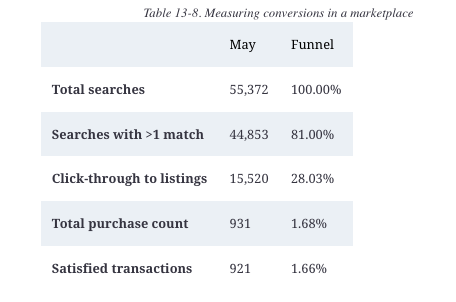 Table 13-8. Measuring conversions in a marketplace
May Funnel
Total searches 55,372 100.00%
Searches with >1 match 44,853 81.00%
Click-through to listings 15,520 28.03%
Total purchase count 931 1.68%
Satisfied transactions 921 1.66%